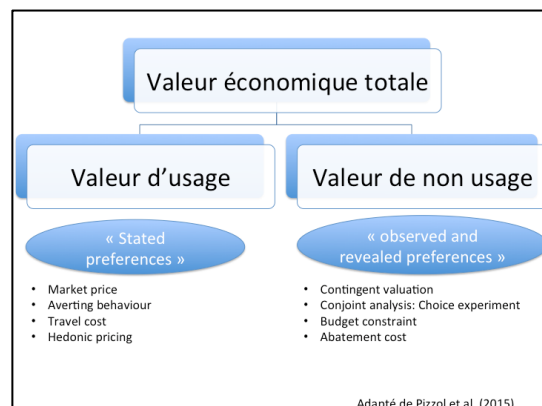 Valeur économique totale
Valeur d'usage
Valeur de non usage
« Stated
preferences »
« observed and
revealed preferences »
• Market price
• Averting behaviour
• Travel cost
• Hedonic pricing
• Contingent valuation
• Conjoint analysis: Choice experiment
• Budget constraint
• Abatement cost
Adapté de Pizzol et al. (2015)